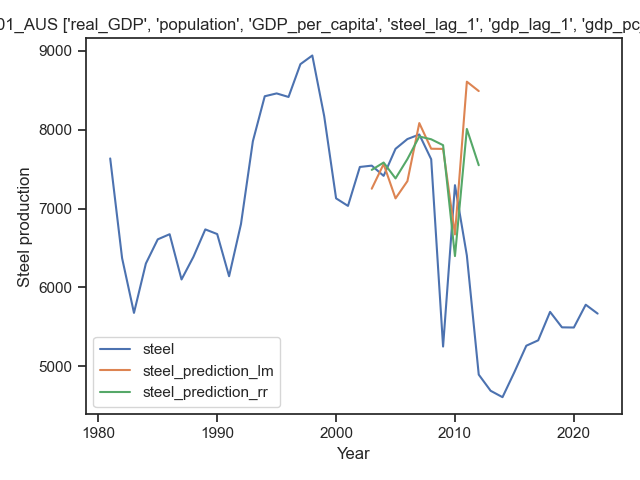 01_AUS ['real_GDP', 'population', 'GDP_per_capita', 'steel_lag_1', 'gdp_lag_1', 'gdp_pc_
9000
8000
7000
6000
5000
Steel production
steel
steel_prediction_lm
steel_prediction_rr
1980
1990
2000
2010
2020
Year